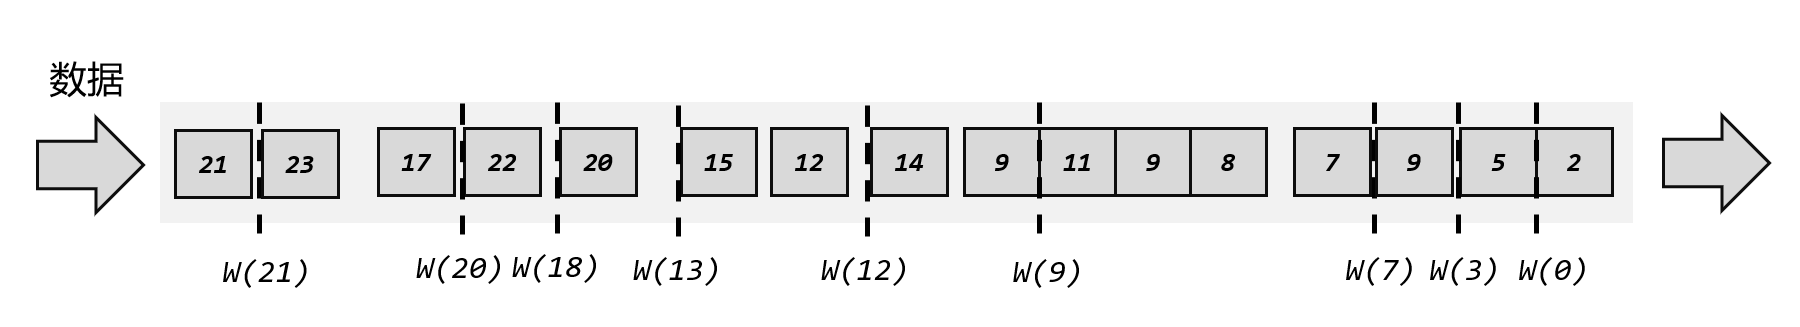 数据
21 23 17 22 20 15 12 14 9 11 9 8 7 9 5 2
W(21) W(20) W(18) W(13) W(12) W(9) W(7) W(3) W(0)